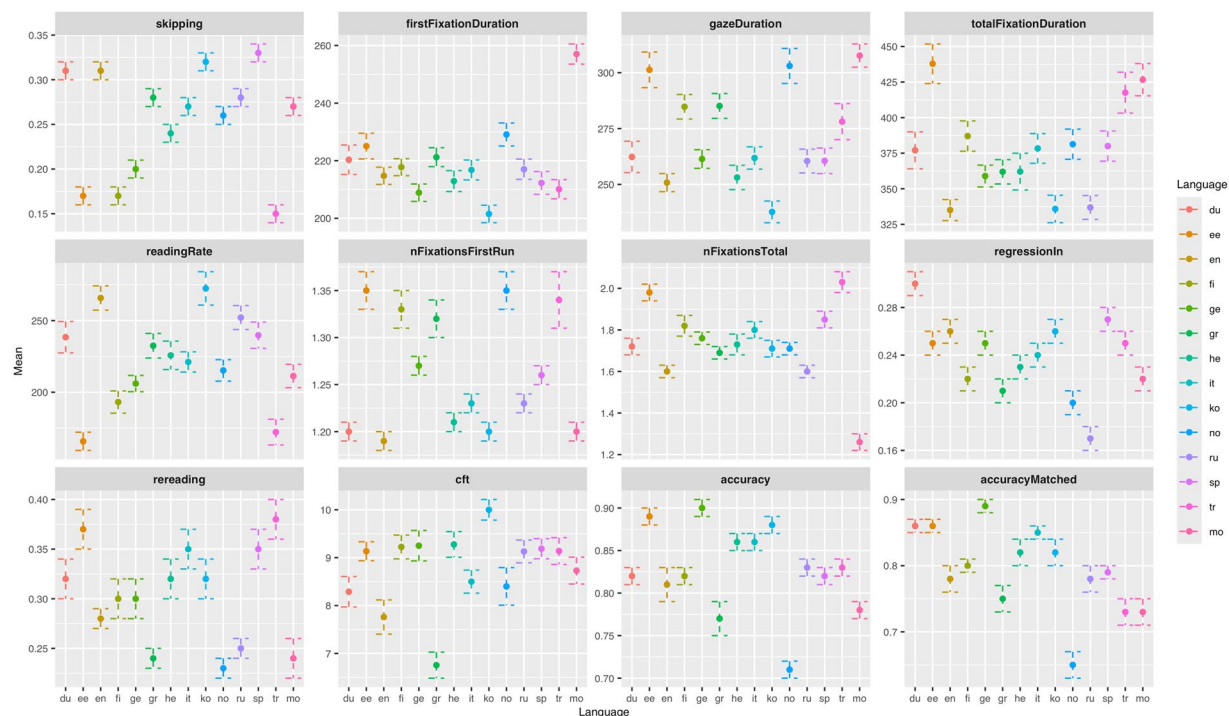 skipping
firstFixationDuration
gazeDuration
totalFixationDuration
0.35
0.30
0.25
0.20
0.15
260
240
220
200
300
275
250
450
425
400
375
350
325
readingRate
nFixationsFirstRun
nFixationsTotal
regressionIn
250
200
1.35
1.30
1.25
1.20
2.0
1.8
1.6
1.4
1.2
0.28
0.24
0.20
0.16
rereading
cft
accuracy
accuracyMatched
0.40
0.35
0.30
0.25
10
9
8
7
0.90
0.85
0.80
0.75
0.70
0.9
0.8
0.7
Mean
du ee en fi ge gr he it ko no ru sp tr mo
du ee en fi ge gr he it ko no ru sp tr mo
du ee en fi ge gr he it ko no ru sp tr mo
du ee en fi ge gr he it ko no ru sp tr mo
Language
Language
du
ee
en
fi
ge
gr
he
it
ko
no
ru
sp
tr
mo